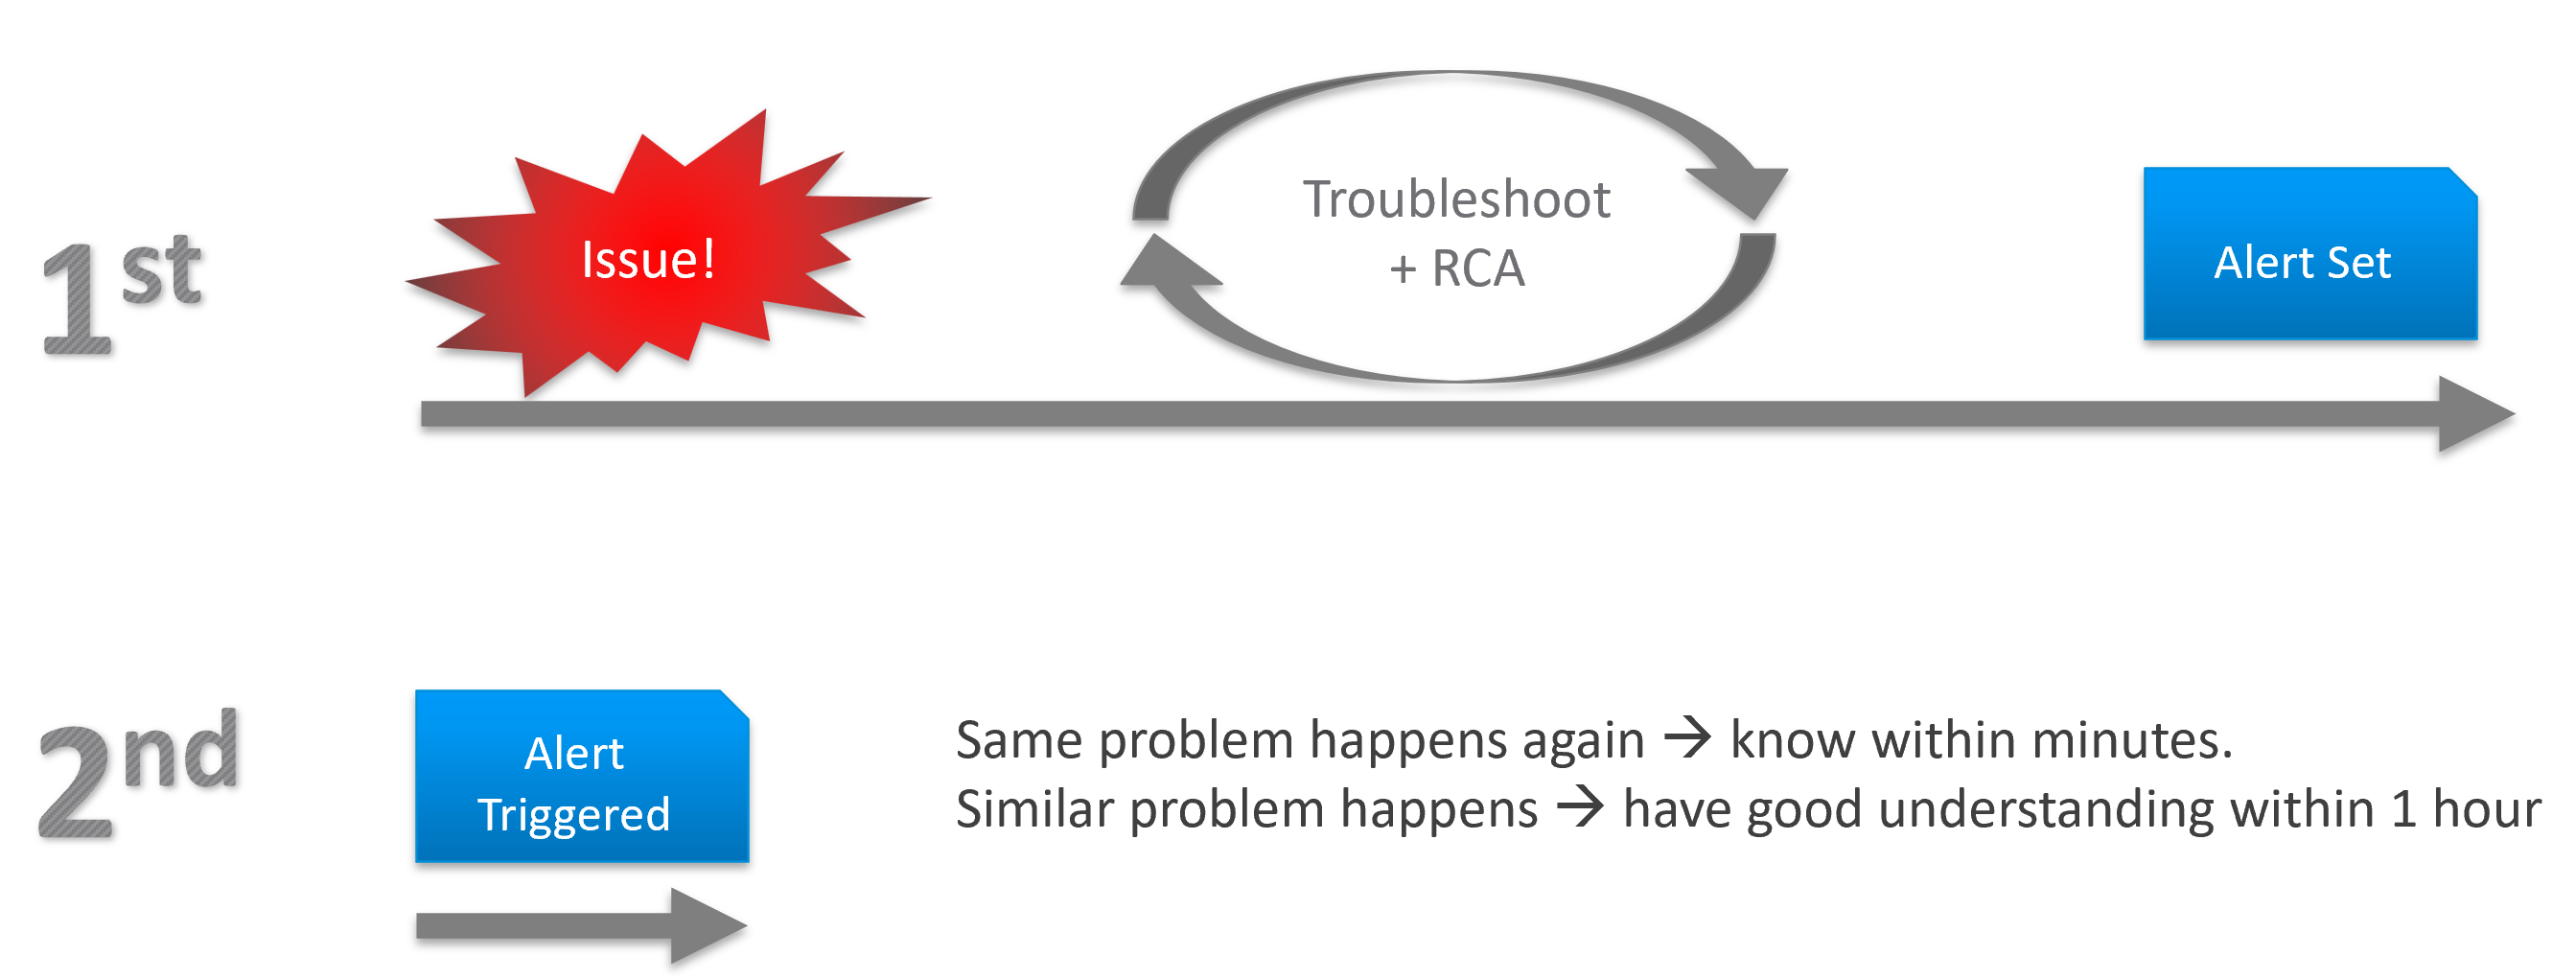 1st
Issue!
Troubleshoot
+ RCA
Alert Set
2nd
Alert
Triggered
Same problem happens again → know within minutes.
Similar problem happens → have good understanding within 1 hour